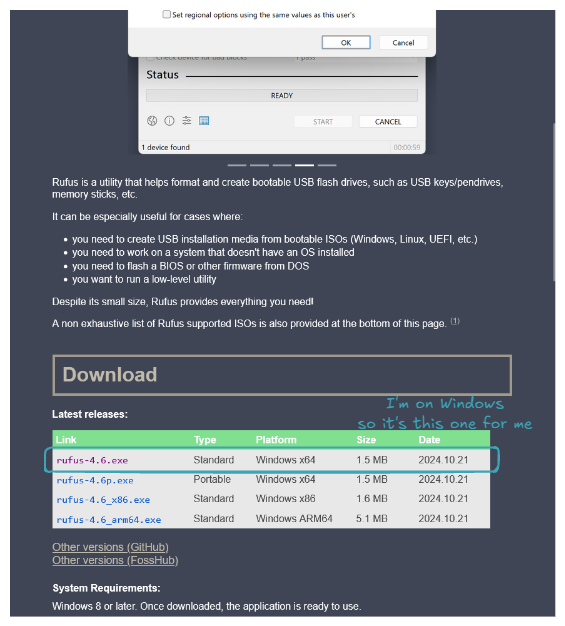 Set regional options using the same values as this user's
OK Cancel
Check device for bad blocks 1 pass
Status
READY
START CANCEL
1 device found 00:00:59
Rufus is a utility that helps format and create bootable USB flash drives, such as USB keys/pendrives,
memory sticks, etc.
It can be especially useful for cases where:
you need to create USB installation media from bootable ISOs (Windows, Linux, UEFI, etc.)
you need to work on a system that doesn't have an OS installed
you need to flash a BIOS or other firmware from DOS
you want to run a low-level utility
Despite its small size, Rufus provides everything you need!
A non exhaustive list of Rufus supported ISOs is also provided at the bottom of this page. (1)
Download
I'm on Windows
so it's this one for me
Latest releases:
Link Type Platform Size Date
rufus-4.6.exe Standard Windows x64 1.5 MB 2024.10.21
rufus-4.6p.exe Portable Windows x64 1.5 MB 2024.10.21
rufus-4.6_x86.exe Standard Windows x86 1.6 MB 2024.10.21
rufus-4.6_arm64.exe Standard Windows ARM64 5.1 MB 2024.10.21
Other versions (GitHub)
Other versions (FossHub)
System Requirements:
Windows 8 or later. Once downloaded, the application is ready to use.